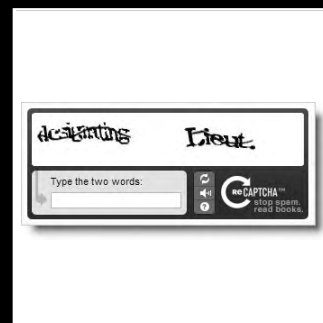 Lieut.
Type the two words:
reCAPTCHA™
stop spam.
read books.